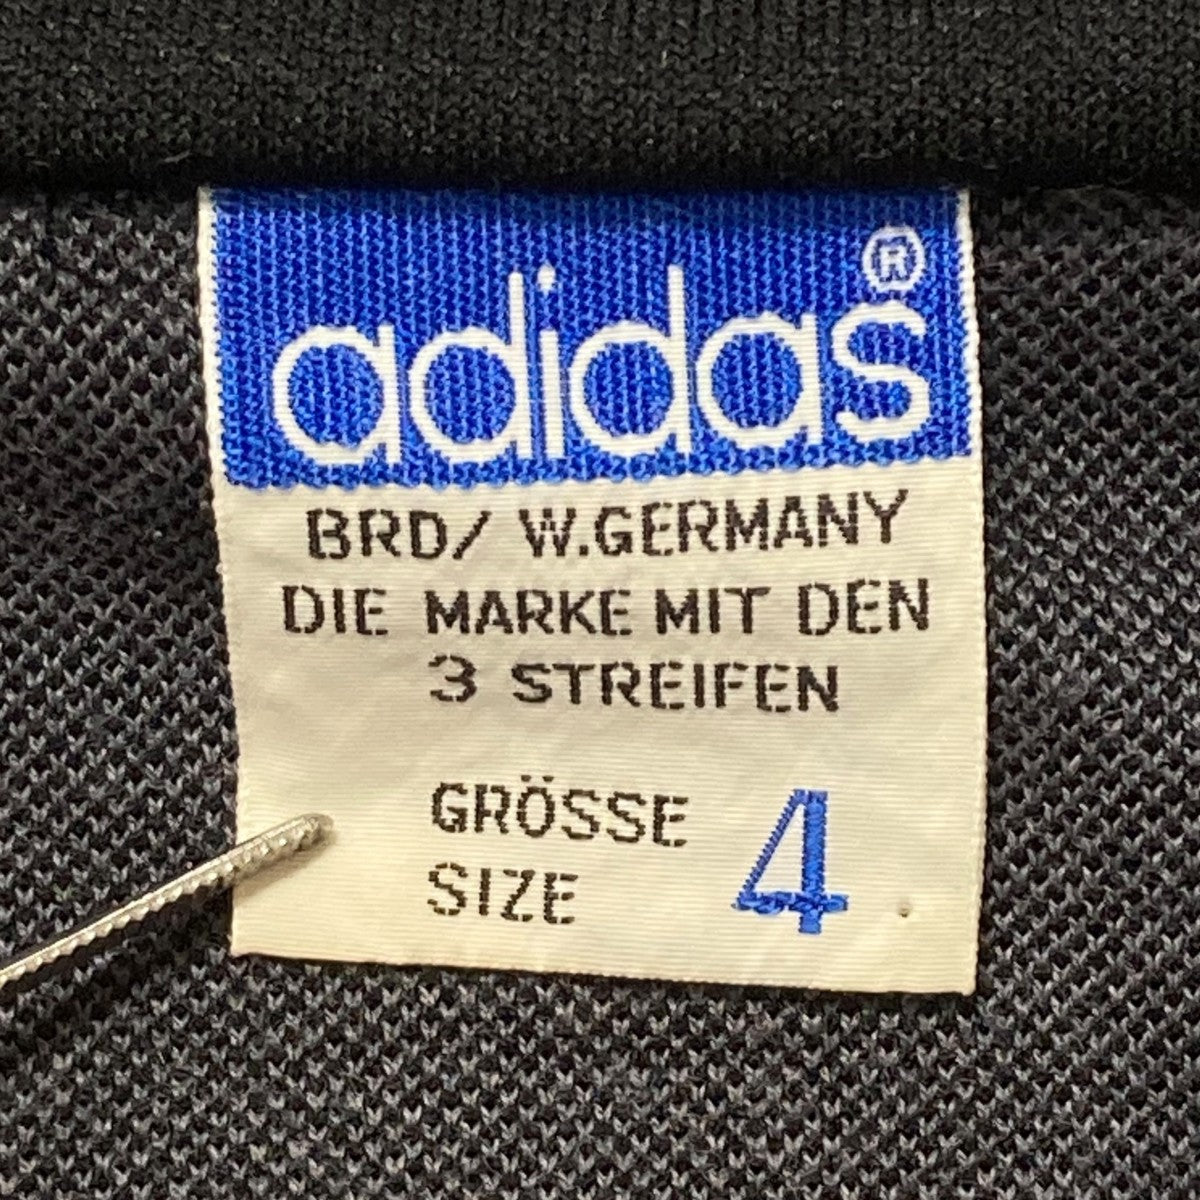 adidas®
BRD/ W.GERMANY
DIE MARKE MIT DEN
3 STREIFEN
GRÖSSE
SIZE 4